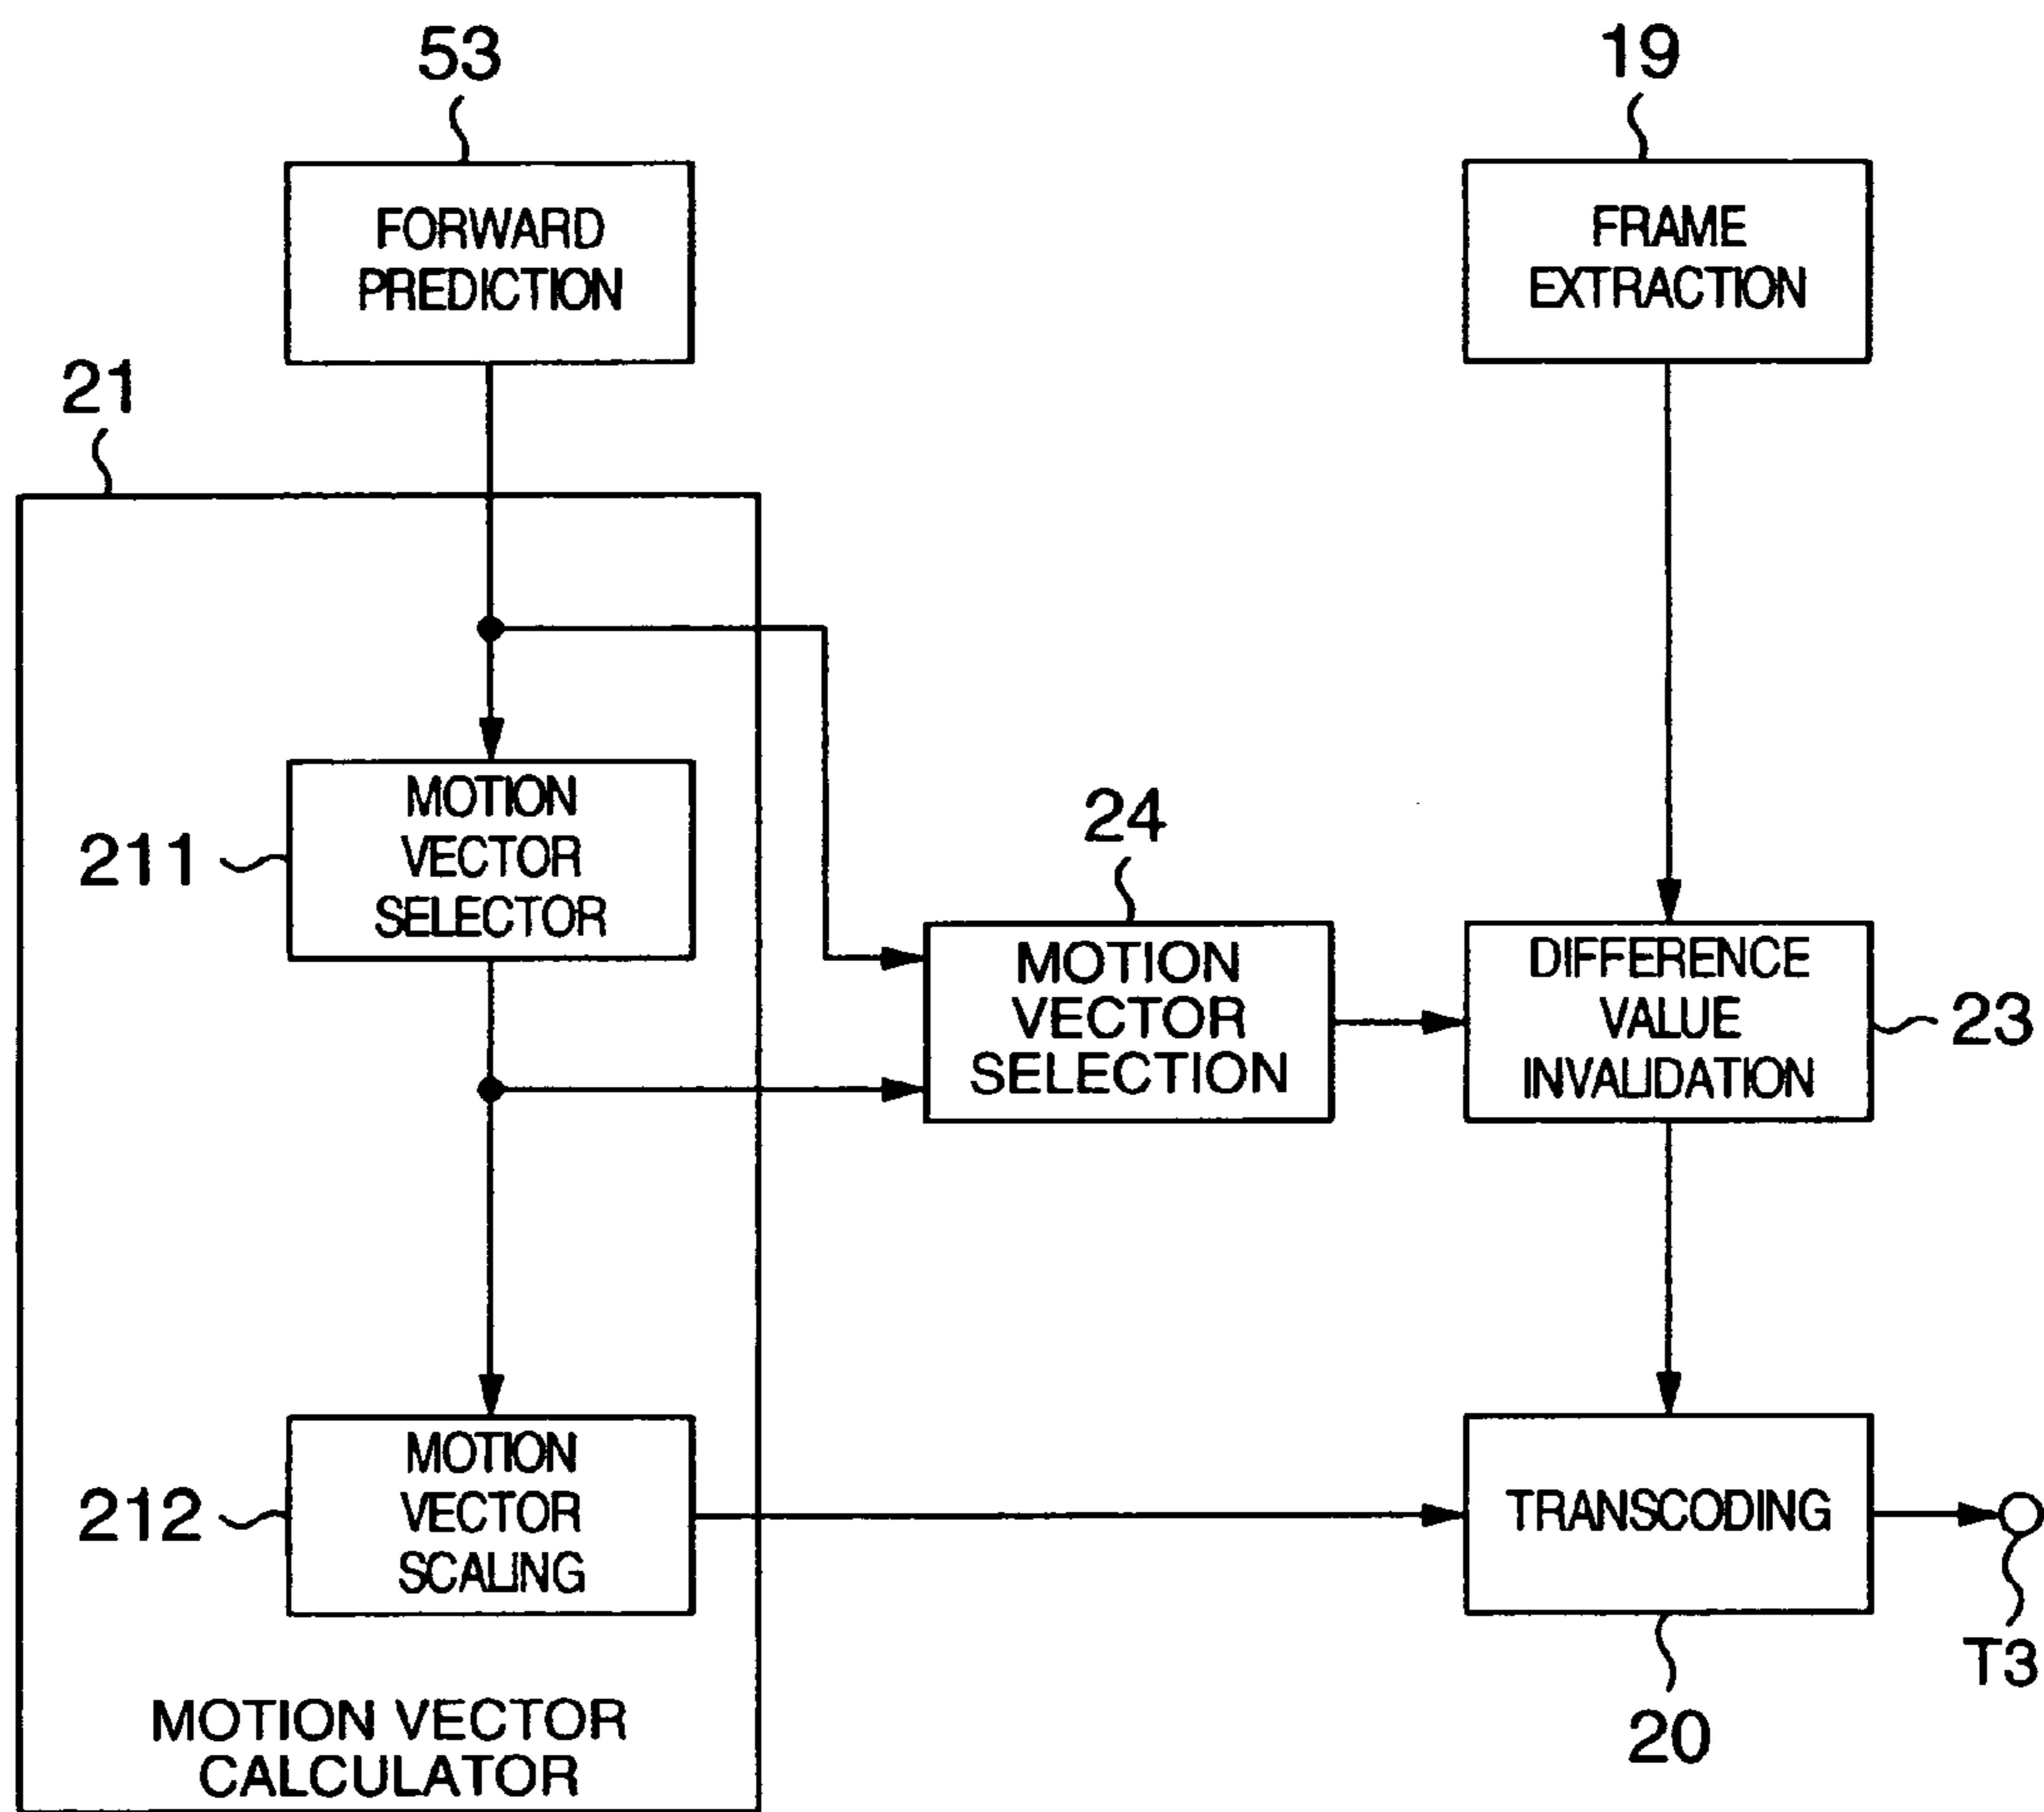 53
19
FORWARD
PREDICTION
FRAME
EXTRACTION
21
MOTION
VECTOR
SELECTOR
211
24
MOTION
VECTOR
SELECTION
DIFFERENCE
VALUE
INVALIDATION
23
MOTION
VECTOR
SCALING
212
TRANSCODING
T3
20
MOTION VECTOR
CALCULATOR